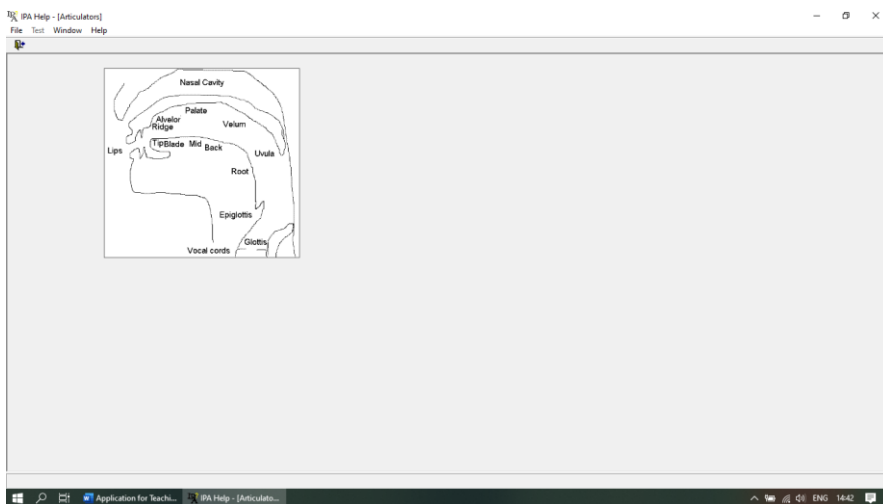 IPA Help - [Articulators]
File Test Window Help
Nasal Cavity
Palate
Alvelor
Ridge
Velum
Lips
Tip Blade Mid Back
Uvula
Root
Epiglottis
Glottis
Vocal cords
Application for Teachi... IPA Help - [Articulato... ENG 14:42